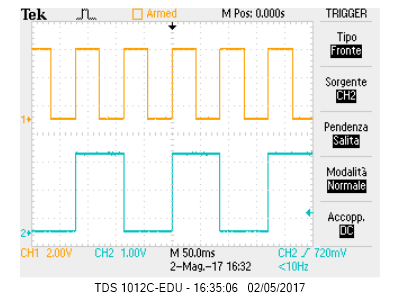 Tek Armed M Pos: 0.000s TRIGGER
Tipo
Fronte
Sorgente
CH2
Pendenza
Salita
Modalità
Normale
Accopp.
DC
1
2
CH1 2.00V CH2 1.00V M 50.0ms CH2 720mV
2-Mag.-17 16:32 <10Hz
TDS 1012C-EDU - 16:35:06 02/05/2017